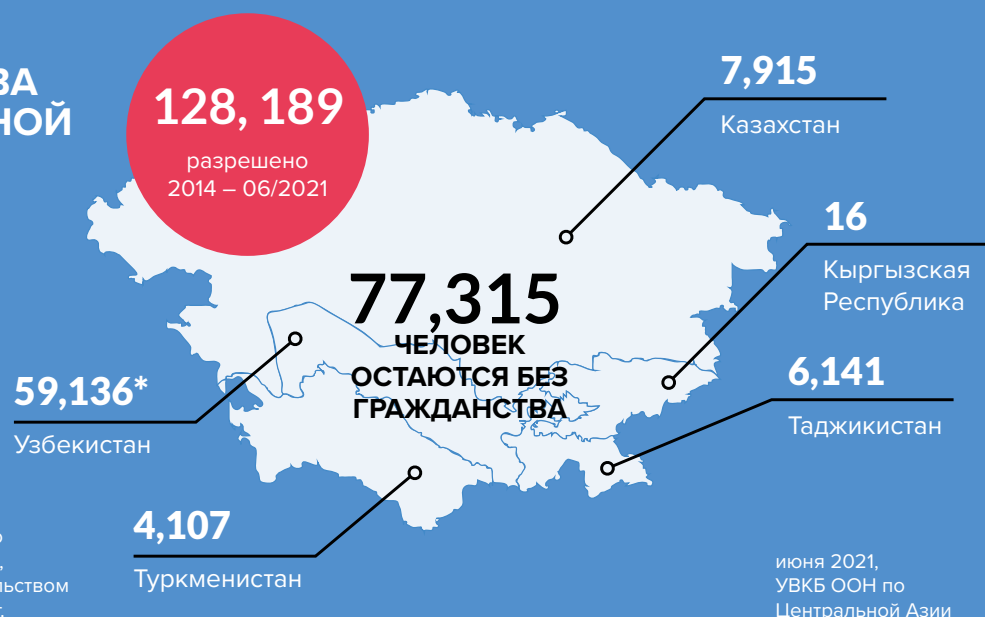 ВА
НОЙ
128, 189
разрешено
2014 – 06/2021
7,915
Казахстан
16
Кыргызская
Республика
77,315
ЧЕЛОВЕК
ОСТАЮТСЯ БЕЗ
ГРАЖДАНСТВА
59,136*
Узбекистан
6,141
Таджикистан
4,107
Туркменистан
льством
июня 2021,
УВКБ ООН по
Центральной Азии